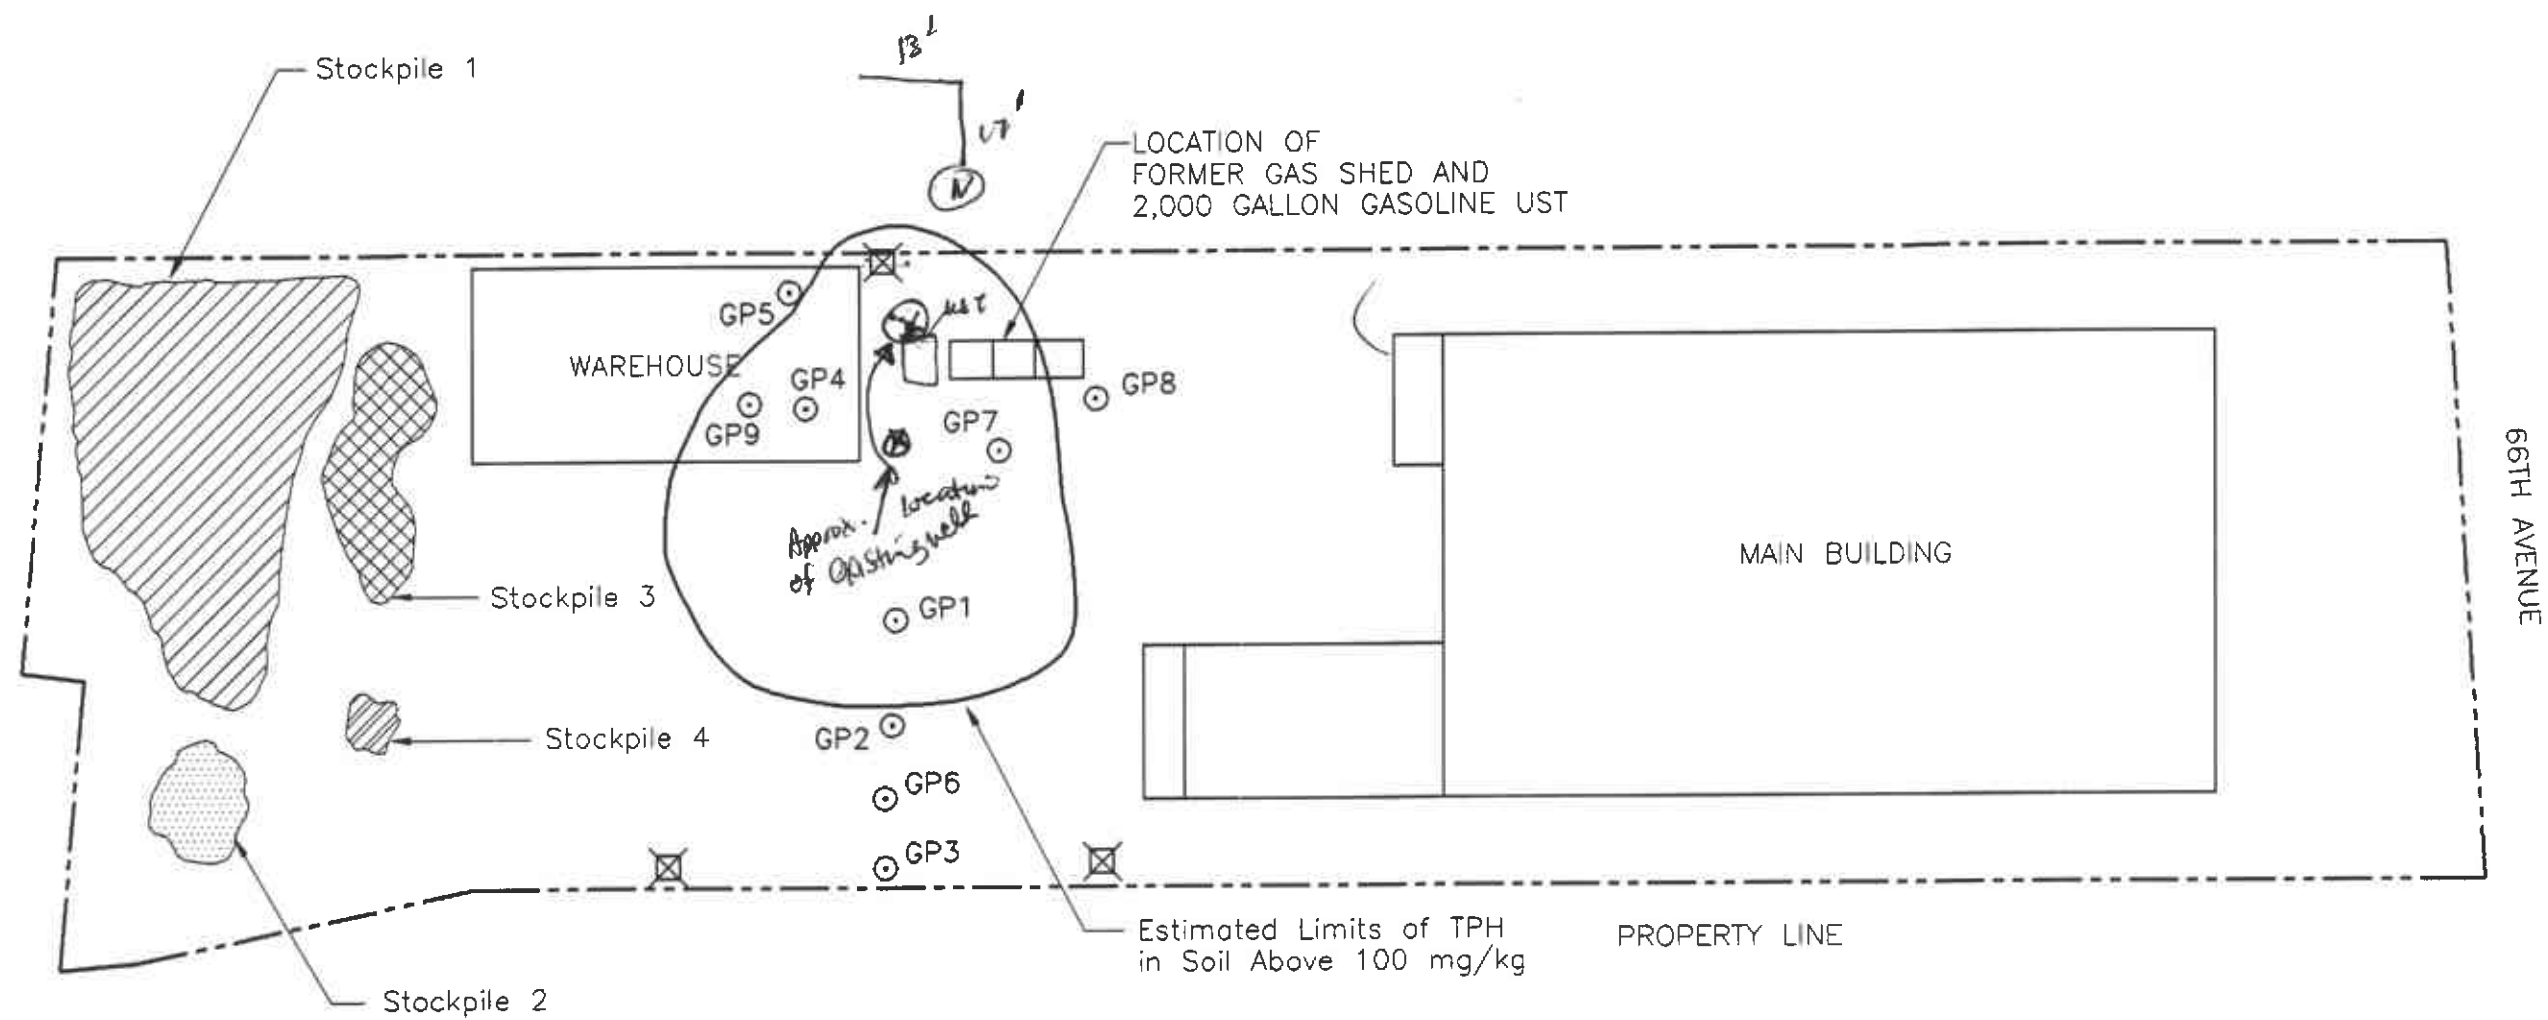 13'
Stockpile 1
17'
N
LOCATION OF
FORMER GAS SHED AND
2,000 GALLON GASOLINE UST
UST
GP5
WAREHOUSE
GP4
GP8
GP9
GP7
66TH AVENUE
Approx. Location
of existing well
MAIN BUILDING
Stockpile 3
GP1
Stockpile 4
GP2
GP6
GP3
Estimated Limits of TPH
in Soil Above 100 mg/kg
PROPERTY LINE
Stockpile 2